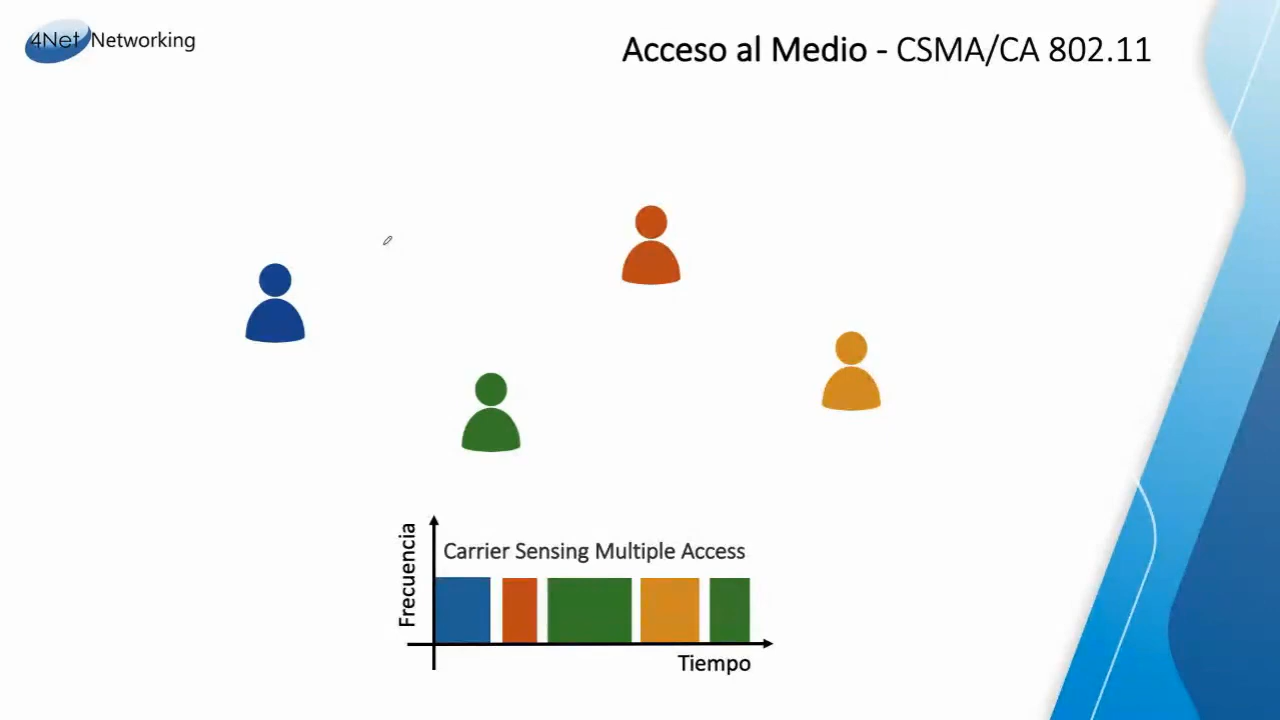 4Net Networking
Acceso al Medio - CSMA/CA 802.11
Carrier Sensing Multiple Access
Frecuencia
Tiempo